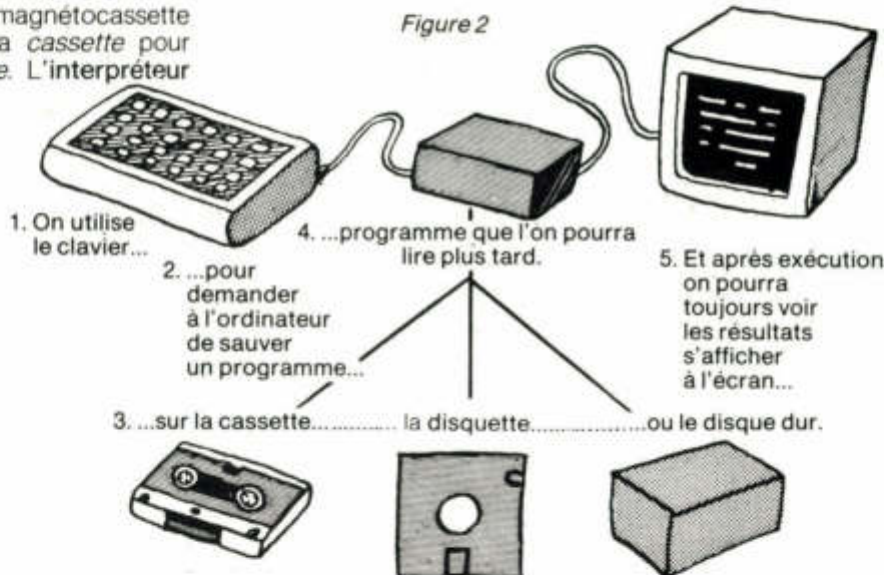 magnétocassette
a cassette pour
e. L'interpréteur
Figure 2
1. On utilise
le clavier...
2. ...pour
demander
à l'ordinateur
de sauver
un programme...
4. ...programme que l'on pourra
lire plus tard.
5. Et après exécution
on pourra
toujours voir
les résultats
s'afficher
à l'écran...
3. ...sur la cassette............. la disquette..................ou le disque dur.